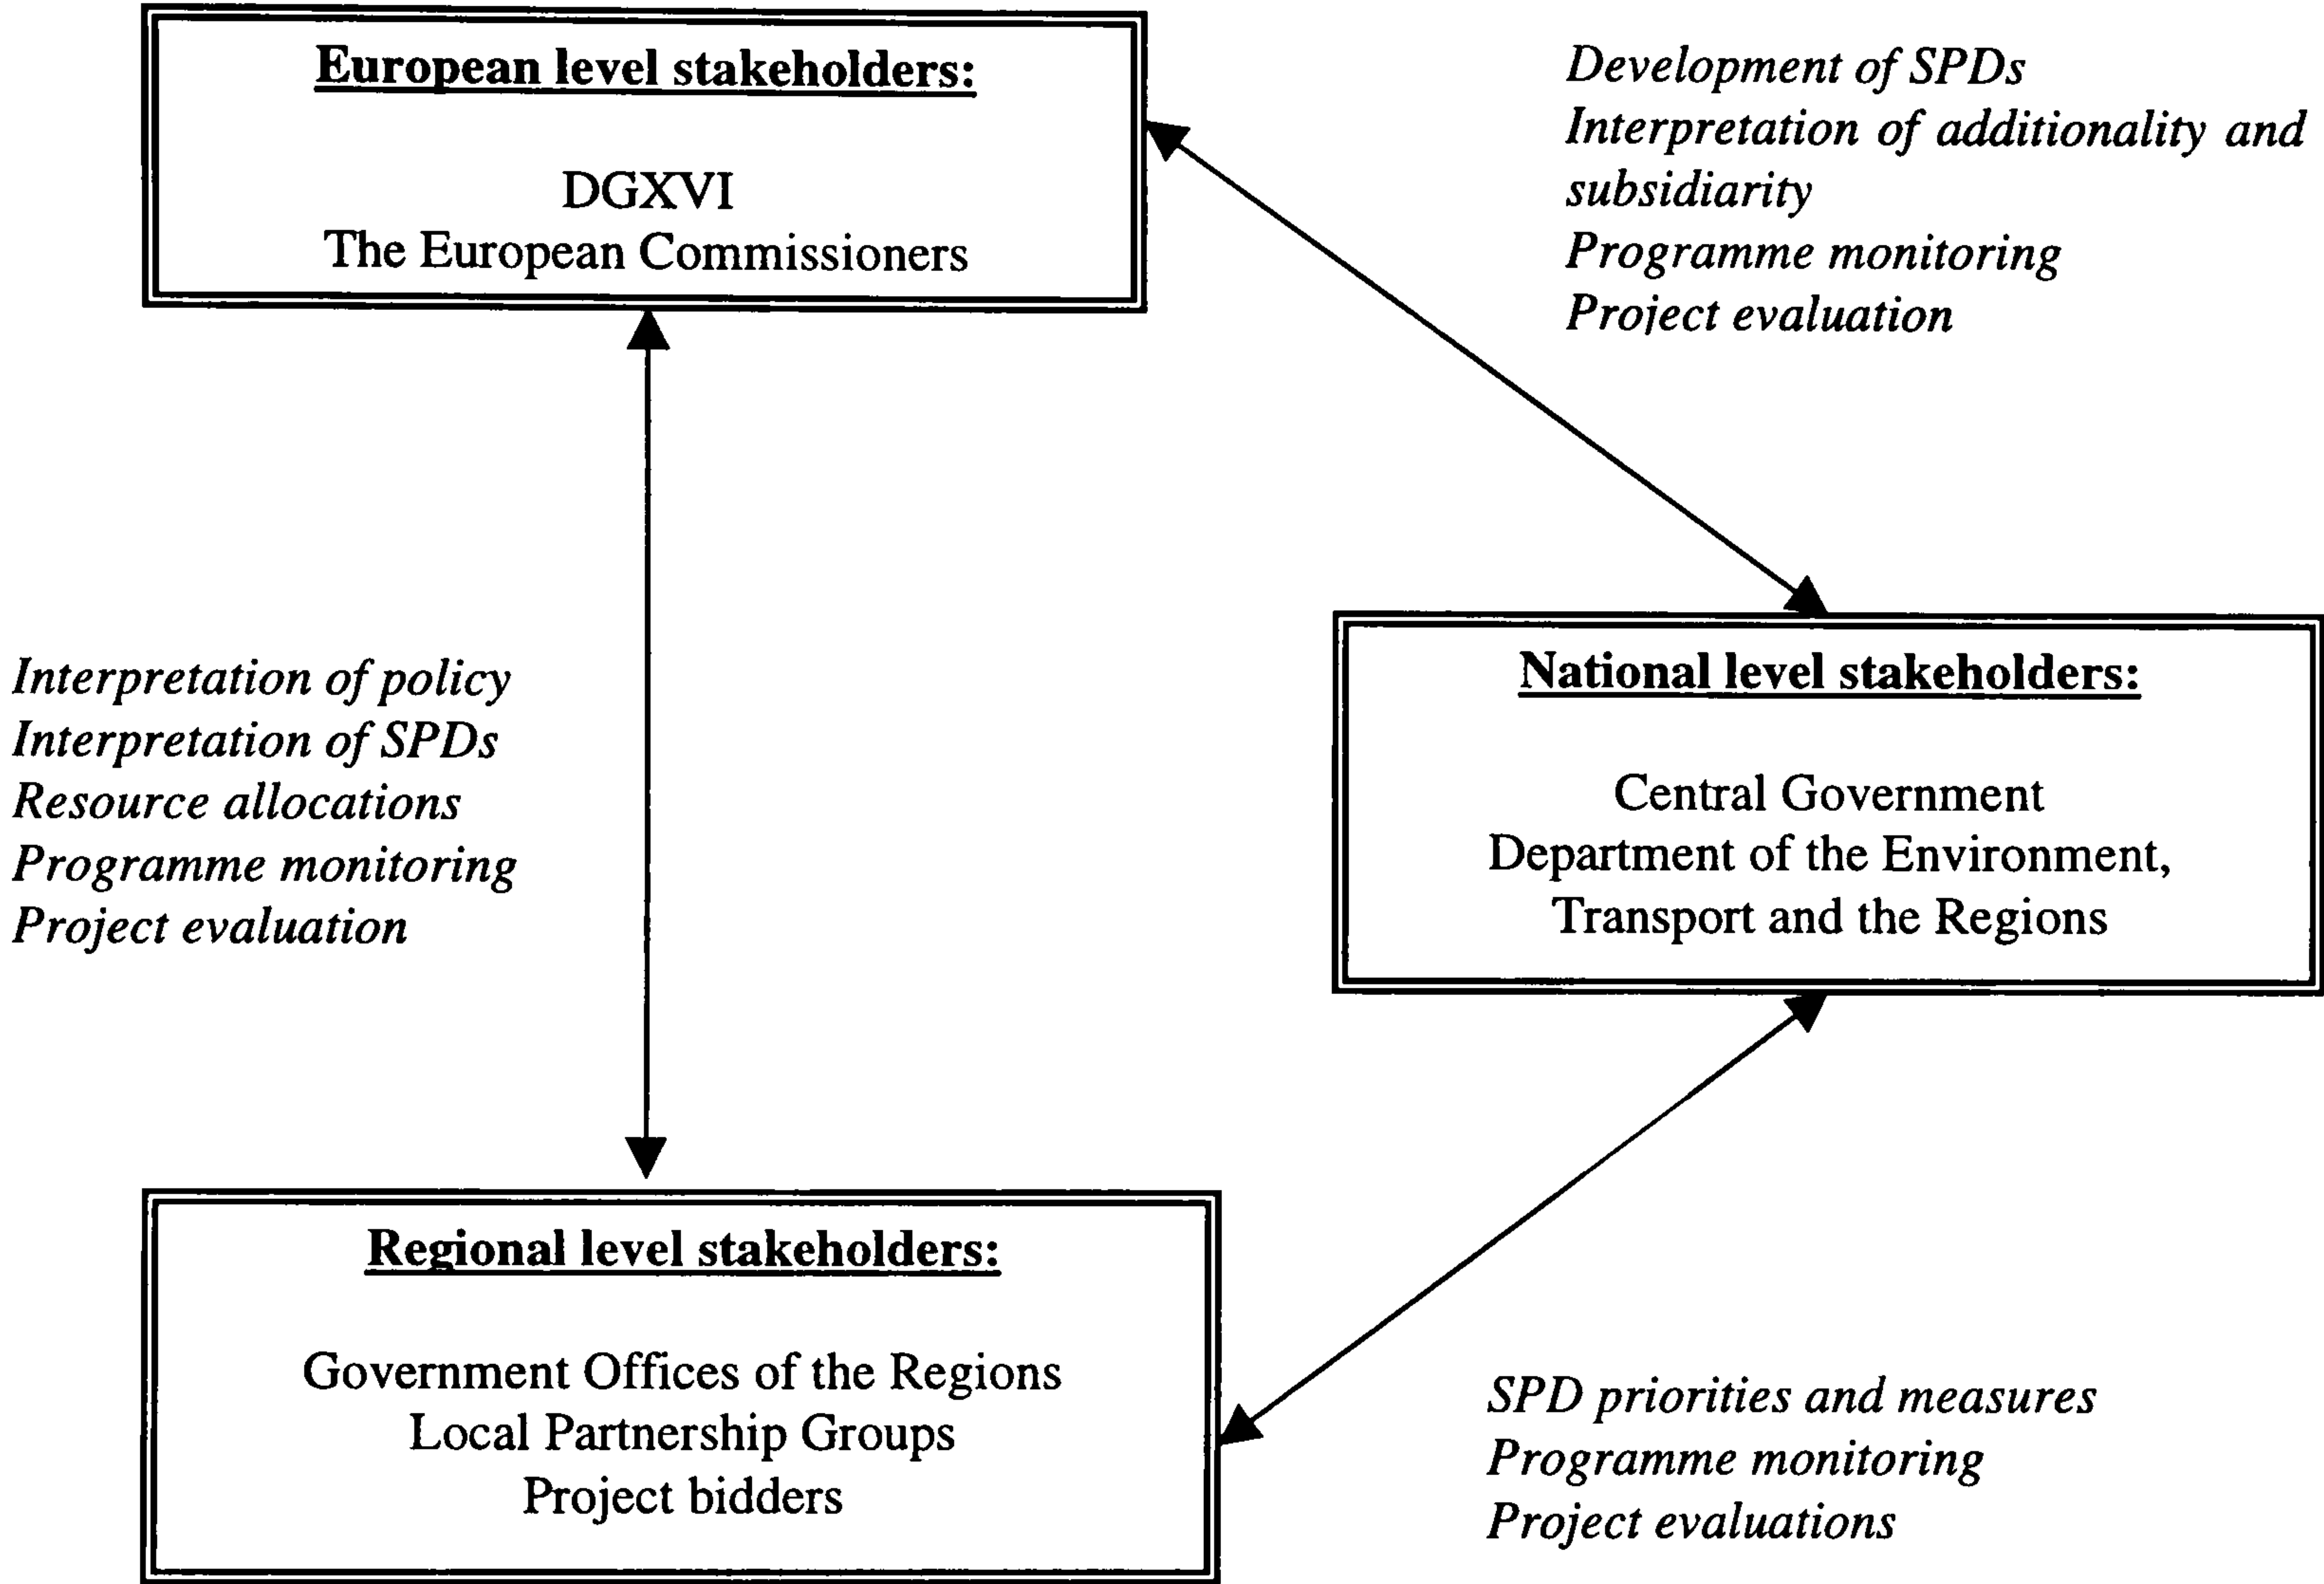 European level stakeholders:
DGXVI
The European Commissioners
Development of SPDs
Interpretation of additionality and
subsidiarity
Programme monitoring
Project evaluation
Interpretation of policy
Interpretation of SPDs
Resource allocations
Programme monitoring
Project evaluation
National level stakeholders:
Central Government
Department of the Environment,
Transport and the Regions
Regional level stakeholders:
Government Offices of the Regions
Local Partnership Groups
Project bidders
SPD priorities and measures
Programme monitoring
Project evaluations